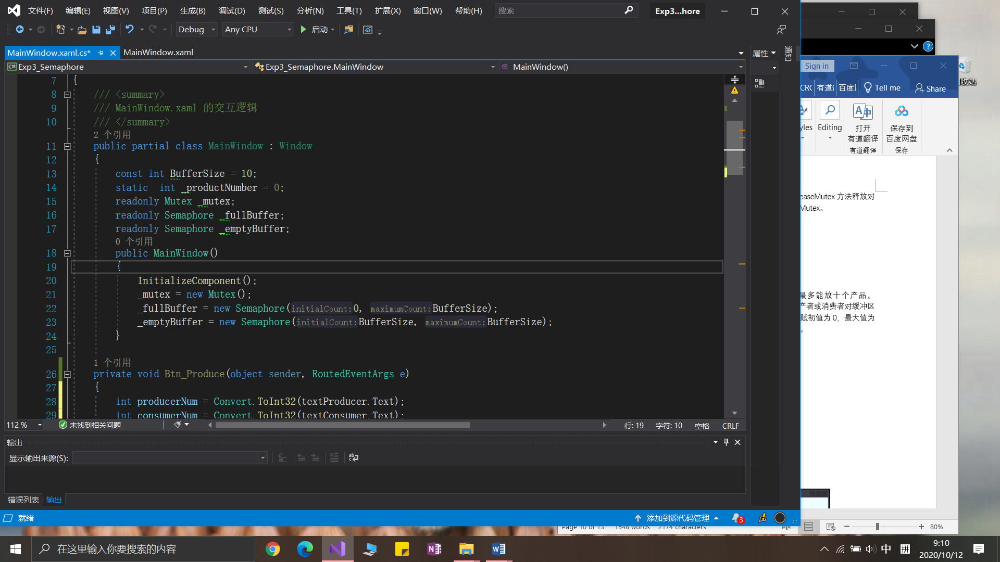 文件(F) 编辑(E) 视图(V) 项目(P) 生成(B) 调试(D) 测试(S) 分析(N) 工具(T) 扩展(X) 窗口(W) 帮助(H) 搜索 Exp3...hore
Debug Any CPU 启动
MainWindow.xaml.cs* MainWindow.xaml 属性 通知
Exp3_Semaphore Exp3_Semaphore.MainWindow MainWindow()
7 {
8 /// <summary>
9 /// MainWindow.xaml 的交互逻辑
10 /// </summary>
2 个引用
11 public partial class MainWindow : Window
12 {
13 const int BufferSize = 10;
14 static  int _productNumber = 0;
15 readonly Mutex _mutex;
16 readonly Semaphore _fullBuffer;
17 readonly Semaphore _emptyBuffer;
0 个引用
18 public MainWindow()
19 {
20 InitializeComponent();
21 _mutex = new Mutex();
22 _fullBuffer = new Semaphore(initialCount:0, maximumCount:BufferSize);
23 _emptyBuffer = new Semaphore(initialCount:BufferSize, maximumCount:BufferSize);
24 }
25
1 个引用
26 private void Btn_Produce(object sender, RoutedEventArgs e)
27 {
28 int producerNum = Convert.ToInt32(textProducer.Text);
29 int consumerNum = Convert.ToInt32(textConsumer.Text);
112 % 未找到相关问题 行: 19 字符: 10 空格 CRLF
输出
显示输出来源(S):
错误列表 输出
就绪 添加到源代码管理 3
Sign in
有道 百度 Tell me Share
yles Editing 打开 有道翻译 保存到 百度网盘
有道翻译 保存
收站
easeMutex 方法释放对
Mutex。
最多能放十个产品。
产者或消费者对缓冲区
赋初值为 0，最大值为
。
Page 10 of 13 1548 words 2174 characters 80%
在这里输入你要搜索的内容
中 拼 9:10
2020/10/12